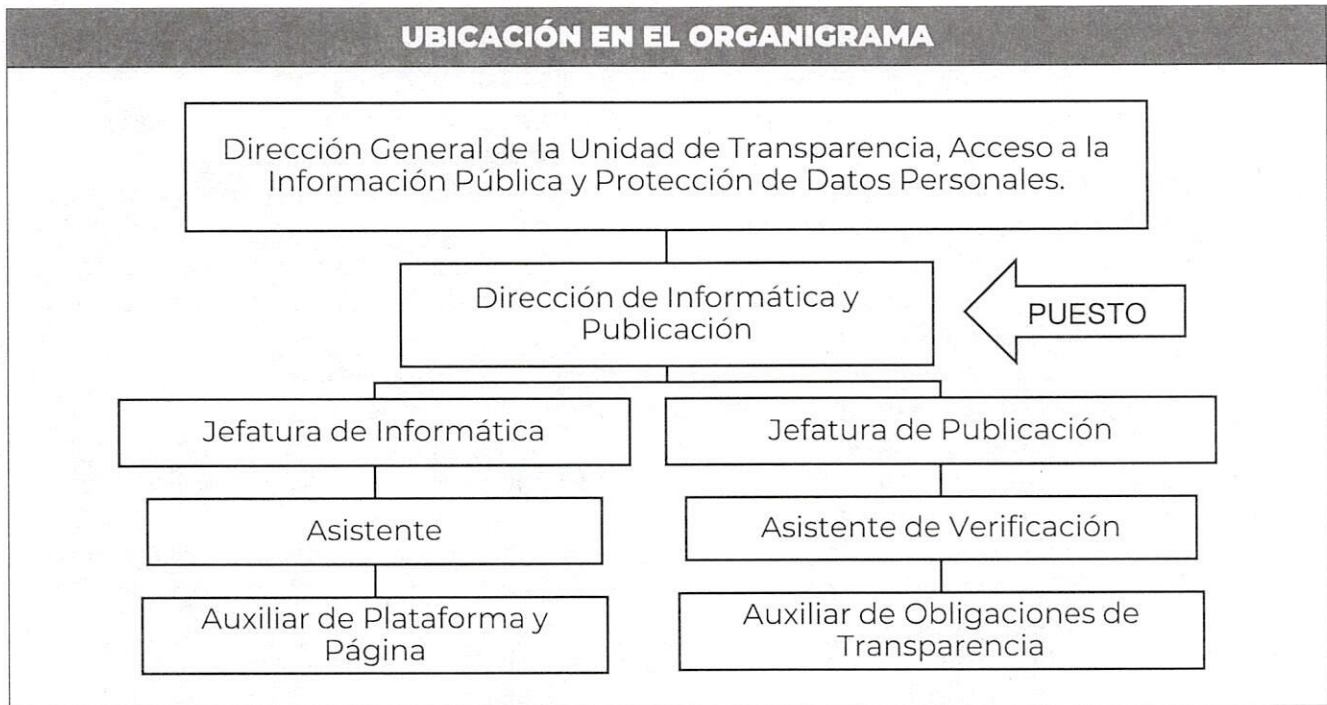 UBICACIÓN EN EL ORGANIGRAMA
Dirección General de la Unidad de Transparencia, Acceso a la
Información Pública y Protección de Datos Personales.
Dirección de Informática y
Publicación
PUESTO
Jefatura de Informática
Jefatura de Publicación
Asistente
Asistente de Verificación
Auxiliar de Plataforma y
Página
Auxiliar de Obligaciones de
Transparencia